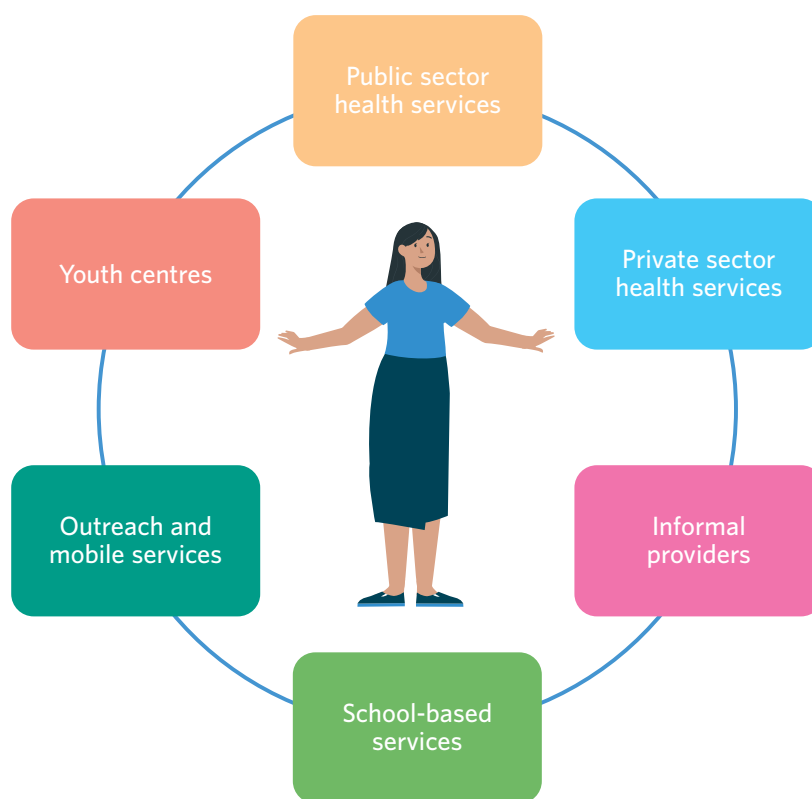 Public sector
health services
Youth centres
Private sector
health services
Outreach and
mobile services
Informal
providers
School-based
services